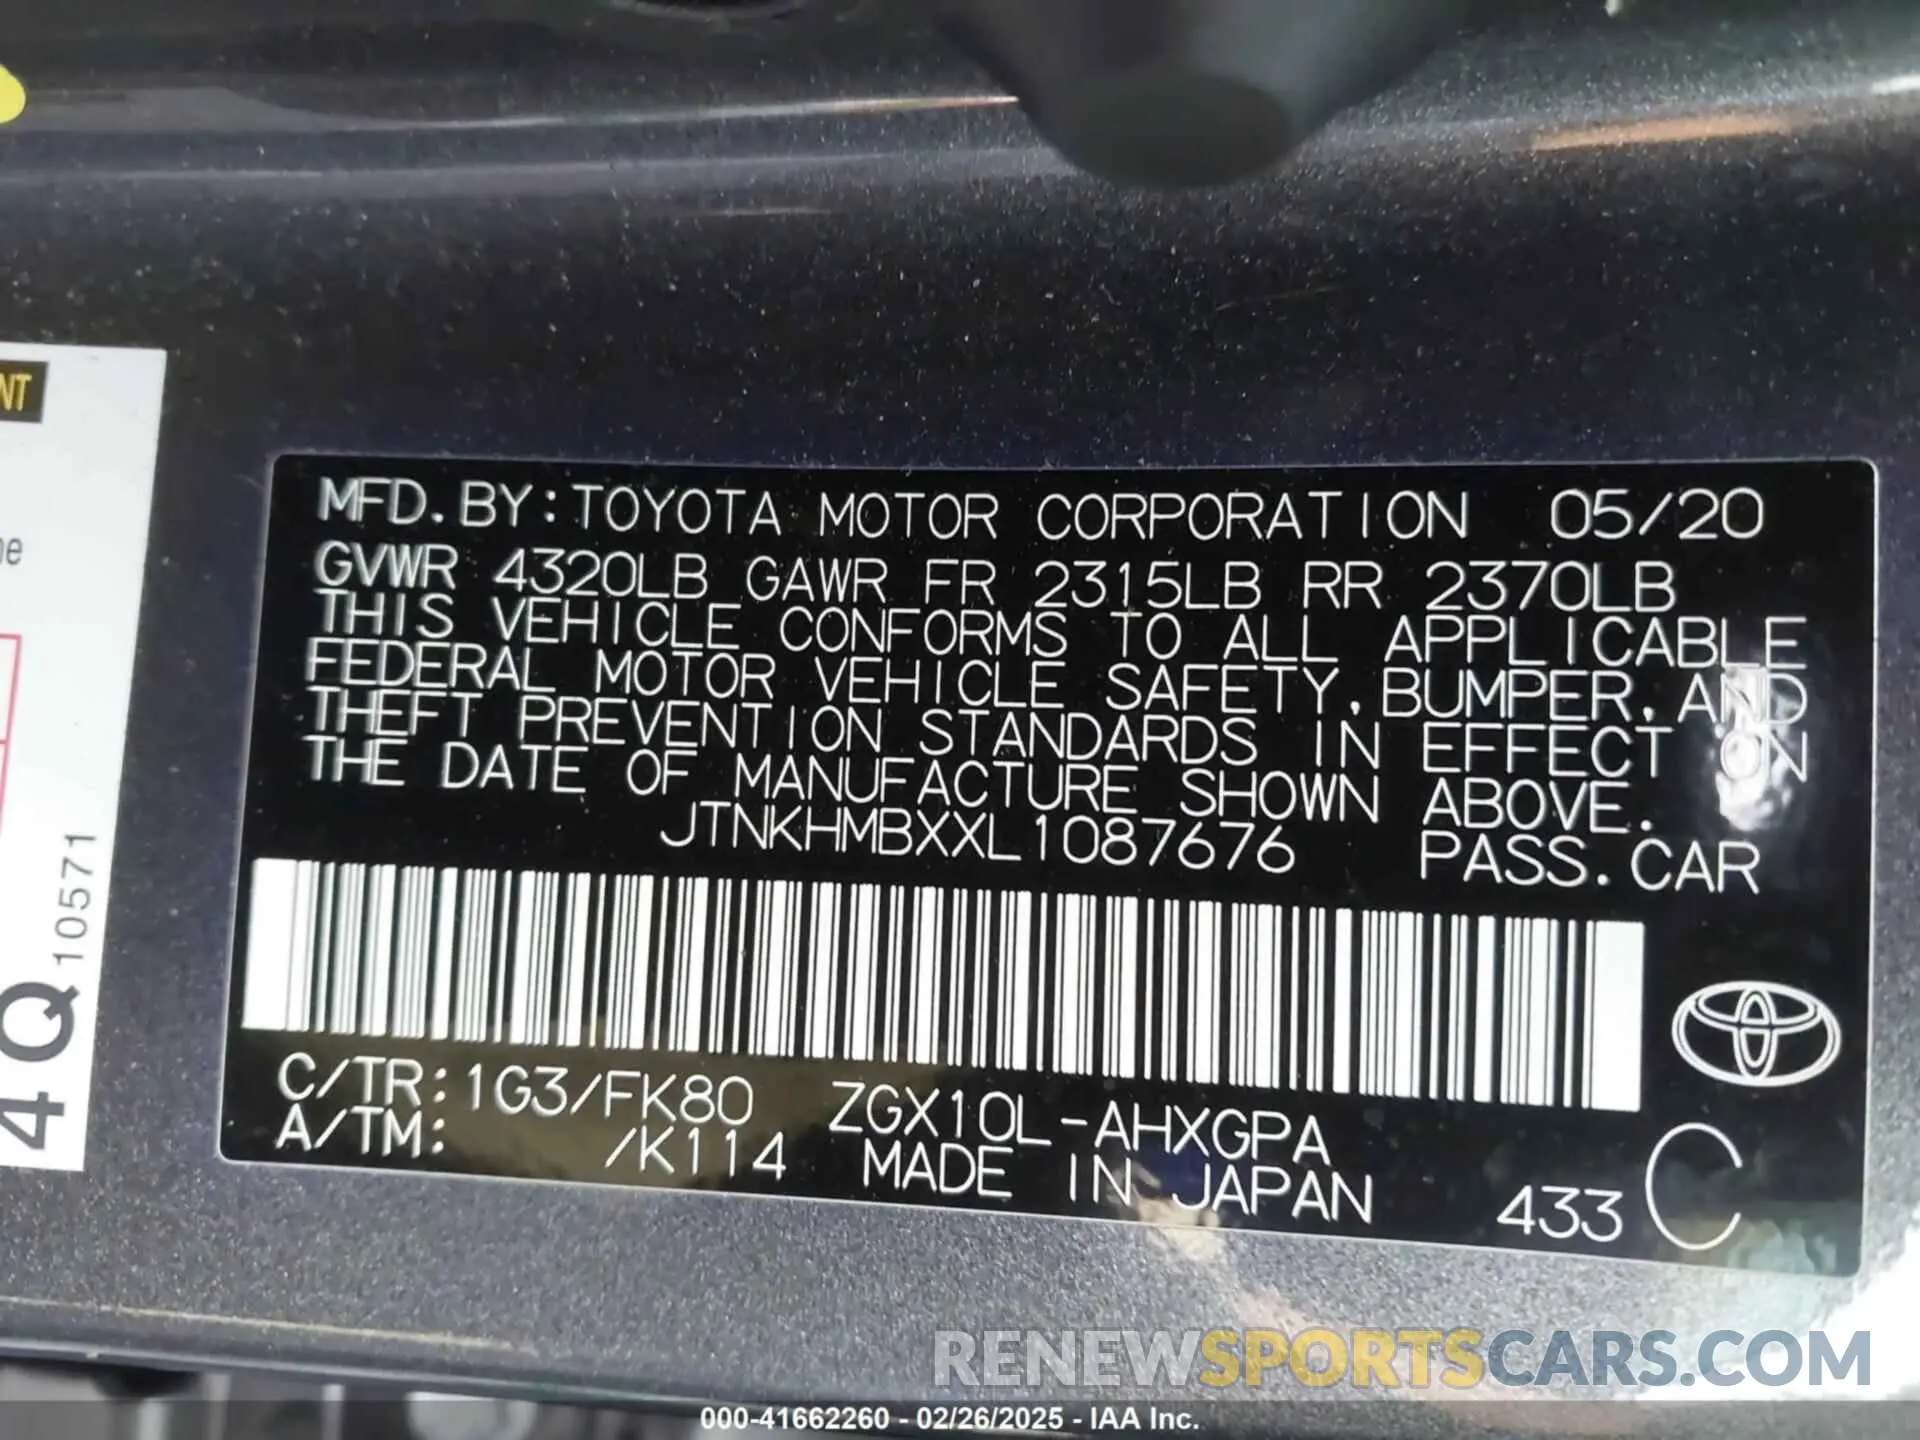 NT
ne
4Q 10571
MFD.BY:TOYOTA MOTOR CORPORATION 05/20
GVWR 4320LB GAWR FR 2315LB RR 2370LB
THIS VEHICLE CONFORMS TO ALL APPLICABLE
FEDERAL MOTOR VEHICLE SAFETY, BUMPER, AND
THEFT PREVENTION STANDARDS IN EFFECT ON
THE DATE OF MANUFACTURE SHOWN ABOVE.
JTNKHMBXXL1087676 PASS.CAR
C/TR:1G3/FK80 ZGX10L-AHXGPA
A/TM: /K114 MADE IN JAPAN 433 C
RENEWSPORTSCARS.COM
000-41662260 - 02/26/2025 - IAA Inc.